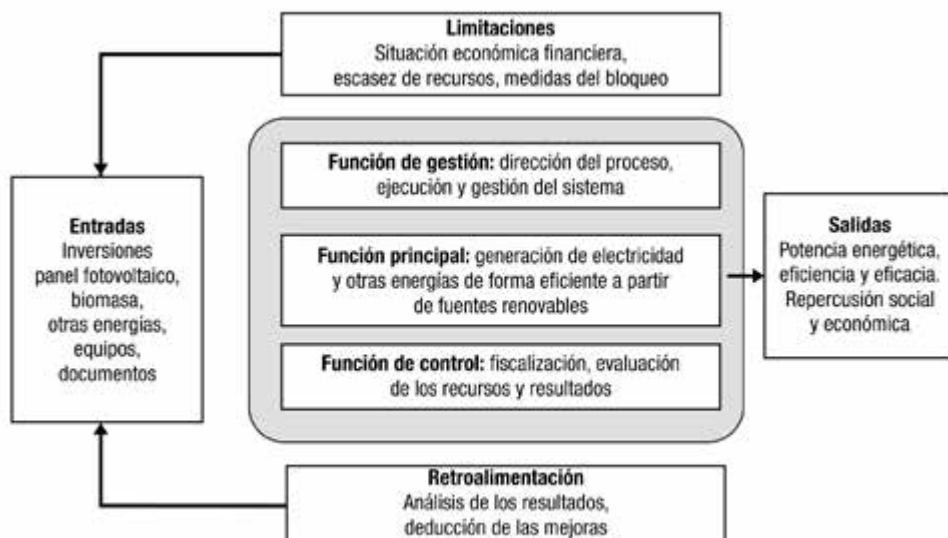 Limitaciones
Situación económica financiera,
escasez de recursos, medidas del bloqueo
Función de gestión: dirección del proceso,
ejecución y gestión del sistema
Entradas
Inversiones
panel fotovoltaico,
biomasa,
otras energías,
equipos,
documentos
Función principal: generación de electricidad
y otras energías de forma eficiente a partir
de fuentes renovables
Salidas
Potencia energética,
eficiencia y eficacia.
Repercusión social
y económica
Función de control: fiscalización, evaluación
de los recursos y resultados
Retroalimentación
Análisis de los resultados,
deducción de las mejoras